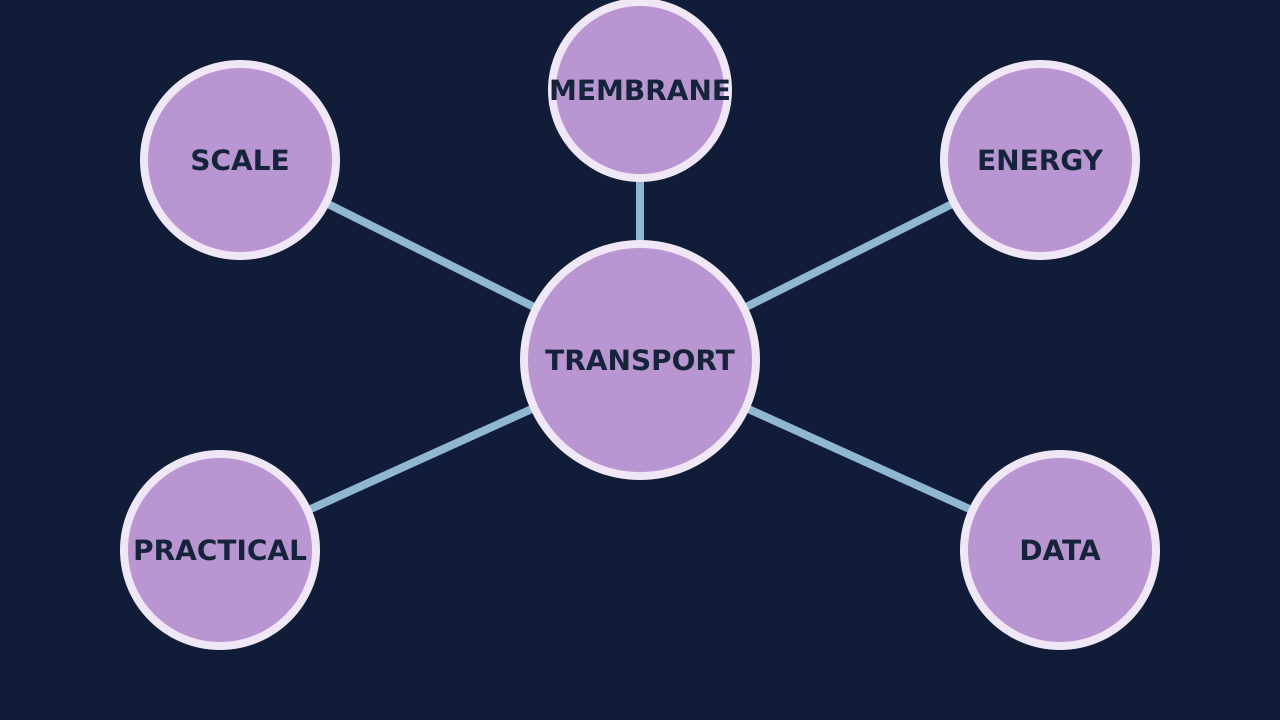 MEMBRANE
SCALE
ENERGY
TRANSPORT
PRACTICAL
DATA